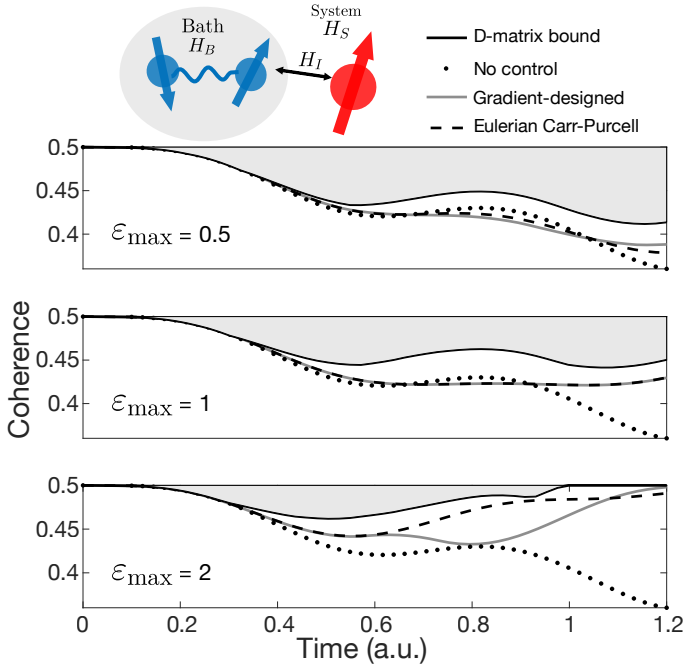 Bath
H_B
H_I
System
H_S
D-matrix bound
No control
Gradient-designed
Eulerian Carr-Purcell
Coherence
0.5
0.45
0.4
ε_max = 0.5
0.5
0.45
0.4
ε_max = 1
0.5
0.45
0.4
ε_max = 2
0 0.2 0.4 0.6 0.8 1 1.2
Time (a.u.)